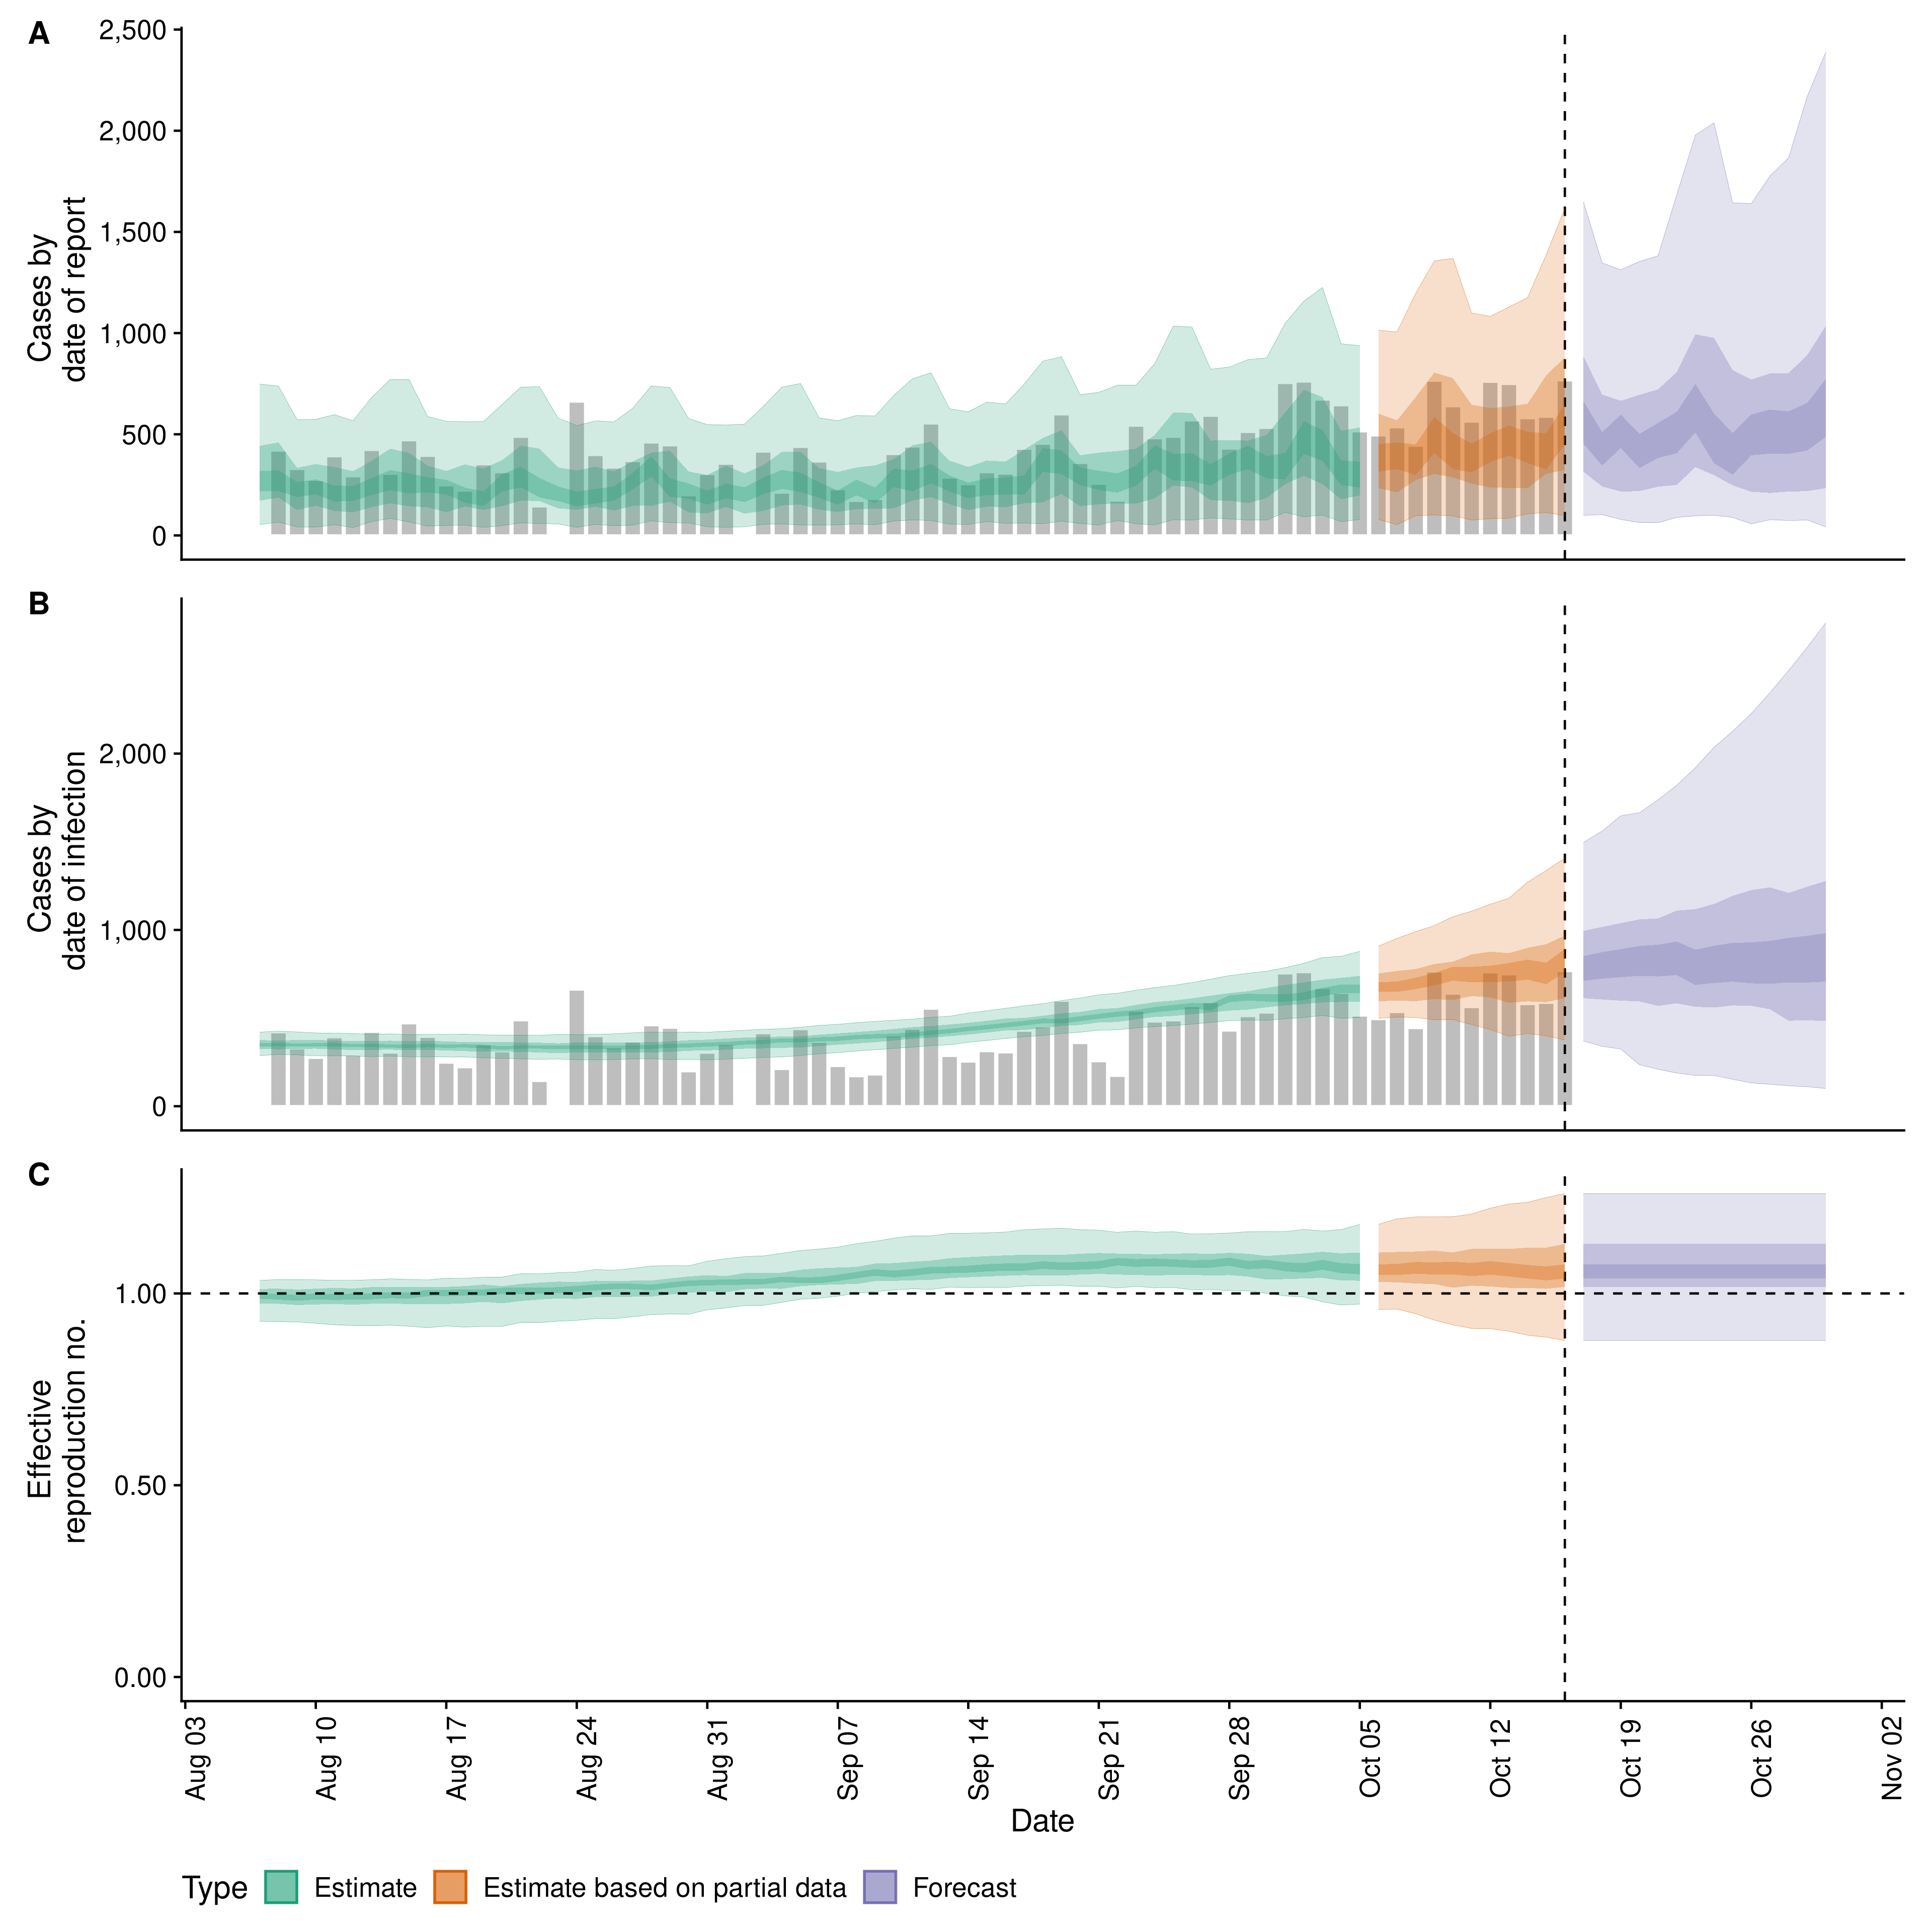 A
2,500
2,000
1,500
1,000
500
0
Cases by
date of report
B
2,000
1,000
0
Cases by
date of infection
C
1.00
0.50
0.00
Effective
reproduction no.
Aug 03
Aug 10
Aug 17
Aug 24
Aug 31
Sep 07
Sep 14
Sep 21
Sep 28
Oct 05
Oct 12
Oct 19
Oct 26
Nov 02
Date
Type Estimate Estimate based on partial data Forecast